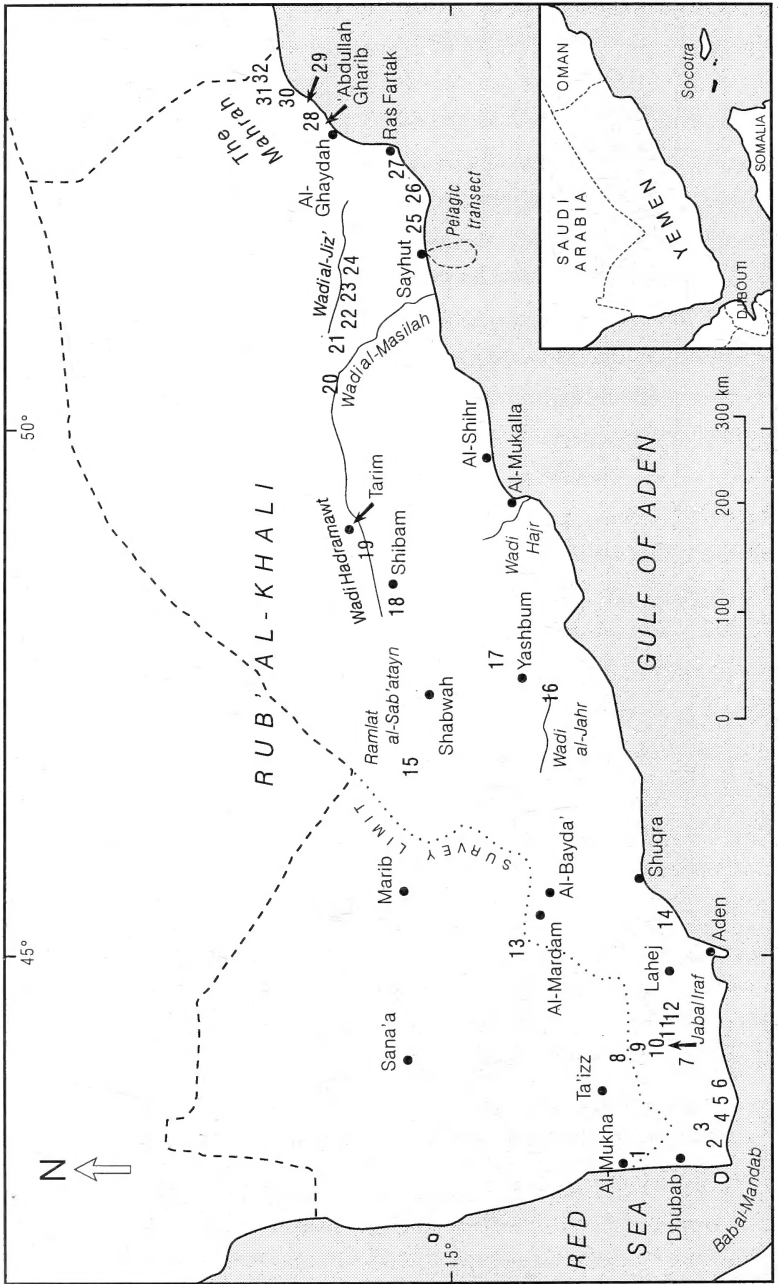 N
45°
50°
15°
RUB' AL-KHALI
The
Mahrah
31 32
30
29
28
'Abdullah
Gharib
Al-
Ghaydah
Ras Fartak
27
26
25
Sayhut
Pelagic
transect
Wadi al-Jiz'
21
22 23 24
20
Wadi al-Masilah
Wadi Hadramawt
Tarim
19
18
Shibam
Al-Shihr
Al-Mukalla
Wadi
Hajr
Ramlat
al-Sab'atayn
Shabwah
15
17
Yashbum
16
Wadi
al-Jahr
SURVEY LIMIT
Marib
Sana'a
13
Al-Bayda'
Al-Mardam
Shuqra
14
Aden
Lahej
Jabal Iraf
12
11
10
9
8
7
Ta'izz
Al-Mukha
1
Dhubab
2
3
4 5 6
RED
SEA
Bab al-Mandab
GULF OF ADEN
0 100 200 300 km
SAUDI
ARABIA
OMAN
YEMEN
Socotra
DJIBOUTI
SOMALIA